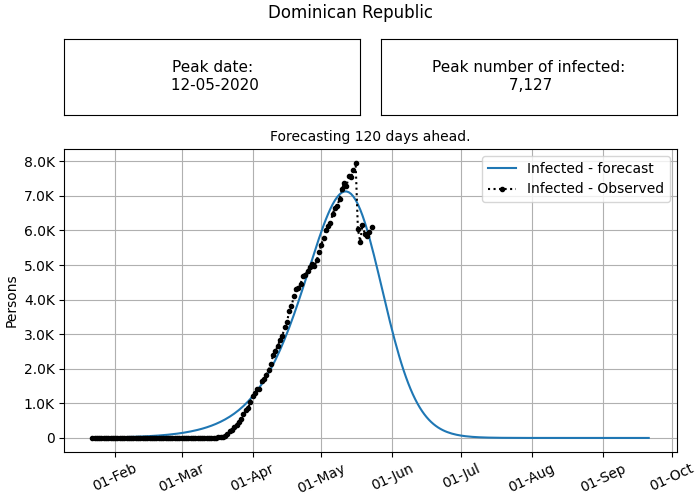 Dominican Republic
Peak date:
12-05-2020
Peak number of infected:
7,127
Forecasting 120 days ahead.
Infected - forecast
Infected - Observed
Persons
8.0K
7.0K
6.0K
5.0K
4.0K
3.0K
2.0K
1.0K
0
01-Feb
01-Mar
01-Apr
01-May
01-Jun
01-Jul
01-Aug
01-Sep
01-Oct